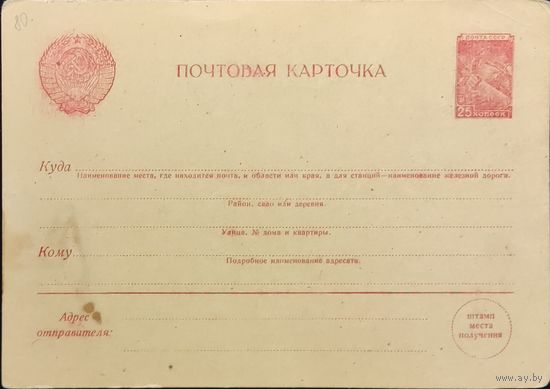 80.
ПОЧТА СССР
25 КОПЕЕК
ПОЧТОВАЯ КАРТОЧКА
Куда
Наименование места, где находится почта, и области или края, а для станций—наименование железной дороги.
Район, село или деревня.
Улица, № дома и квартиры.
Кому
Подробное наименование адресата.
Адрес
отправителя:
штамп
места
получения
www.ay.by